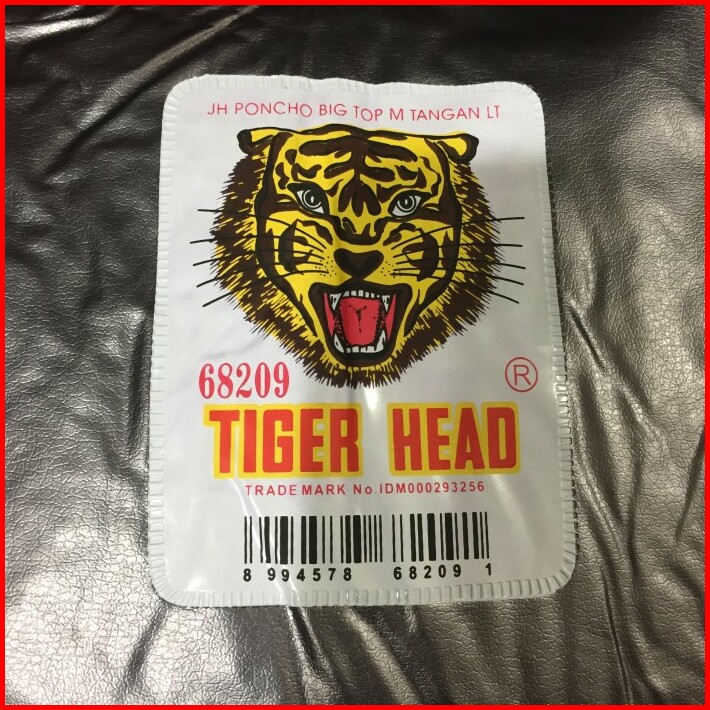 JH PONCHO BIG TOP M TANGAN LT
68209
®
TIGER HEAD
TRADE MARK No.IDM000293256
8 994578 68209 1